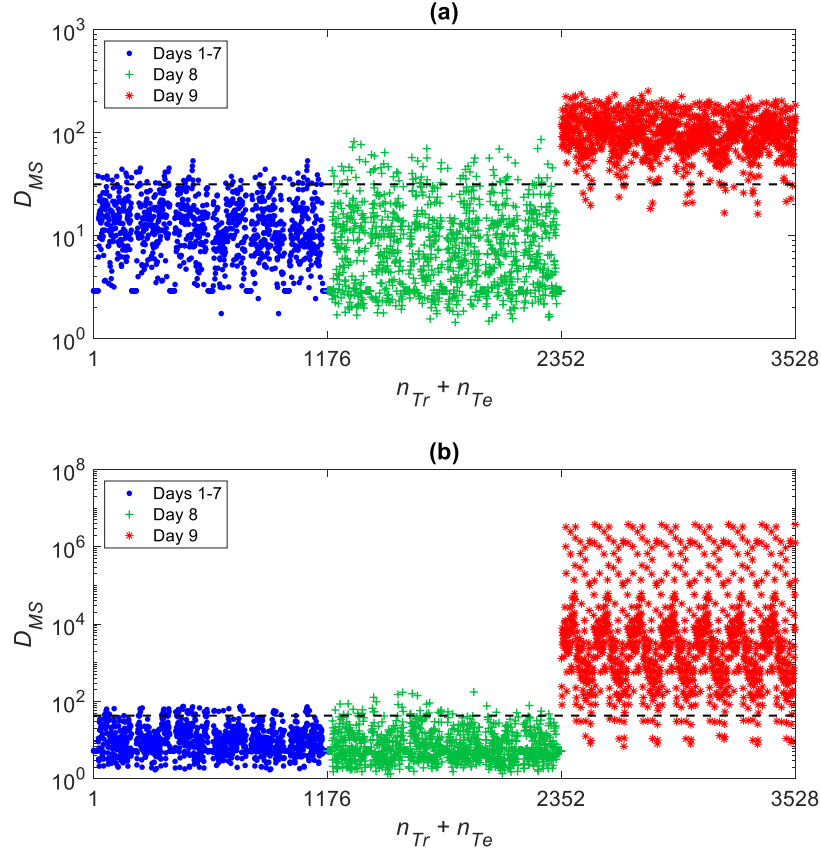 (a)
10^3
10^2
10^1
10^0
D_MS
Days 1-7
Day 8
Day 9
1 1176 2352 3528
n_Tr + n_Te
(b)
10^8
10^6
10^4
10^2
10^0
D_MS
Days 1-7
Day 8
Day 9
1 1176 2352 3528
n_Tr + n_Te